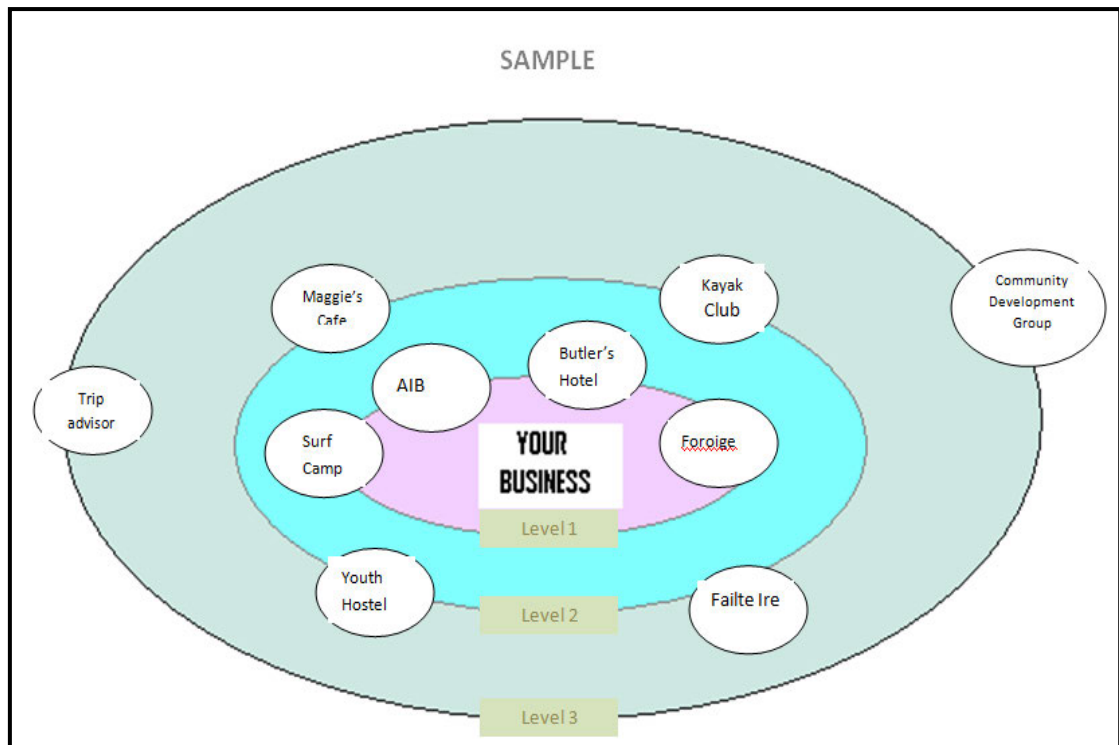 SAMPLE
Maggie's
Cafe
Kayak
Club
Community
Development
Group
Butler's
Hotel
AIB
Trip
advisor
Surf
Camp
YOUR
BUSINESS
Foroige
Level 1
Youth
Hostel
Failte Ire
Level 2
Level 3